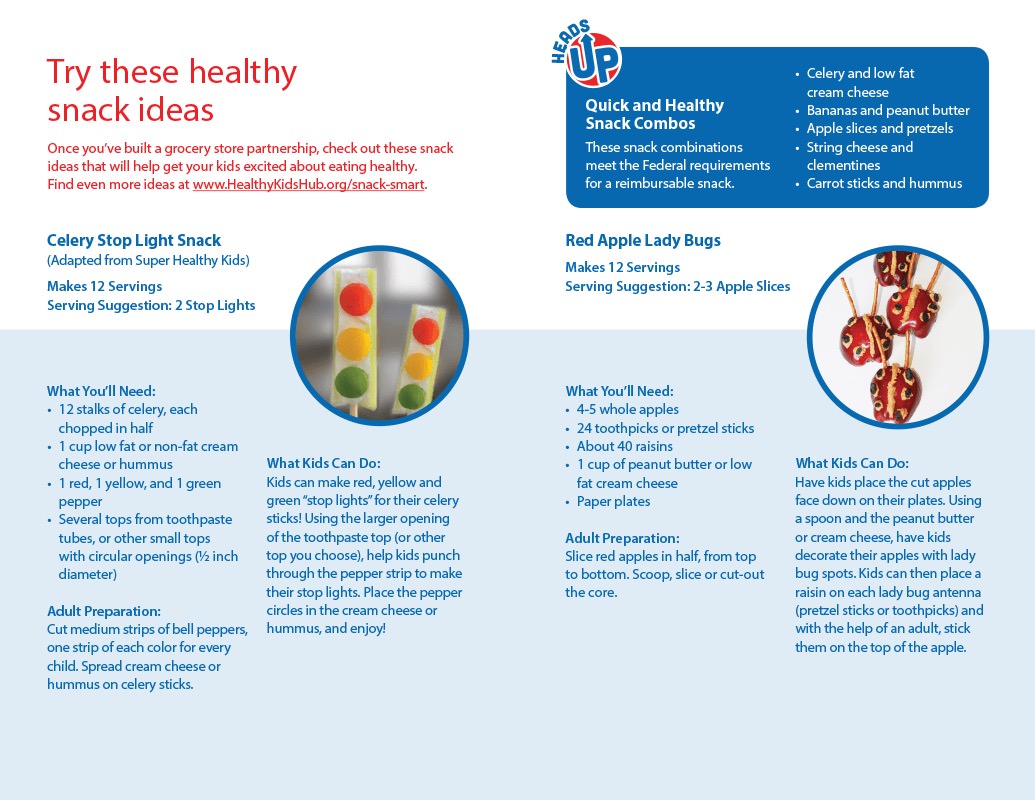 Try these healthy
snack ideas
Once you've built a grocery store partnership, check out these snack
ideas that will help get your kids excited about eating healthy.
Find even more ideas at www.HealthyKidsHub.org/snack-smart.
HEADS
UP
Quick and Healthy
Snack Combos
These snack combinations
meet the Federal requirements
for a reimbursable snack.
• Celery and low fat
cream cheese
• Bananas and peanut butter
• Apple slices and pretzels
• String cheese and
clementines
• Carrot sticks and hummus
Celery Stop Light Snack
(Adapted from Super Healthy Kids)
Makes 12 Servings
Serving Suggestion: 2 Stop Lights
What You'll Need:
• 12 stalks of celery, each
chopped in half
• 1 cup low fat or non-fat cream
cheese or hummus
• 1 red, 1 yellow, and 1 green
pepper
• Several tops from toothpaste
tubes, or other small tops
with circular openings (½ inch
diameter)
Adult Preparation:
Cut medium strips of bell peppers,
one strip of each color for every
child. Spread cream cheese or
hummus on celery sticks.
What Kids Can Do:
Kids can make red, yellow and
green "stop lights" for their celery
sticks! Using the larger opening
of the toothpaste top (or other
top you choose), help kids punch
through the pepper strip to make
their stop lights. Place the pepper
circles in the cream cheese or
hummus, and enjoy!
Red Apple Lady Bugs
Makes 12 Servings
Serving Suggestion: 2-3 Apple Slices
What You'll Need:
• 4-5 whole apples
• 24 toothpicks or pretzel sticks
• About 40 raisins
• 1 cup of peanut butter or low
fat cream cheese
• Paper plates
Adult Preparation:
Slice red apples in half, from top
to bottom. Scoop, slice or cut-out
the core.
What Kids Can Do:
Have kids place the cut apples
face down on their plates. Using
a spoon and the peanut butter
or cream cheese, have kids
decorate their apples with lady
bug spots. Kids can then place a
raisin on each lady bug antenna
(pretzel sticks or toothpicks) and
with the help of an adult, stick
them on the top of the apple.